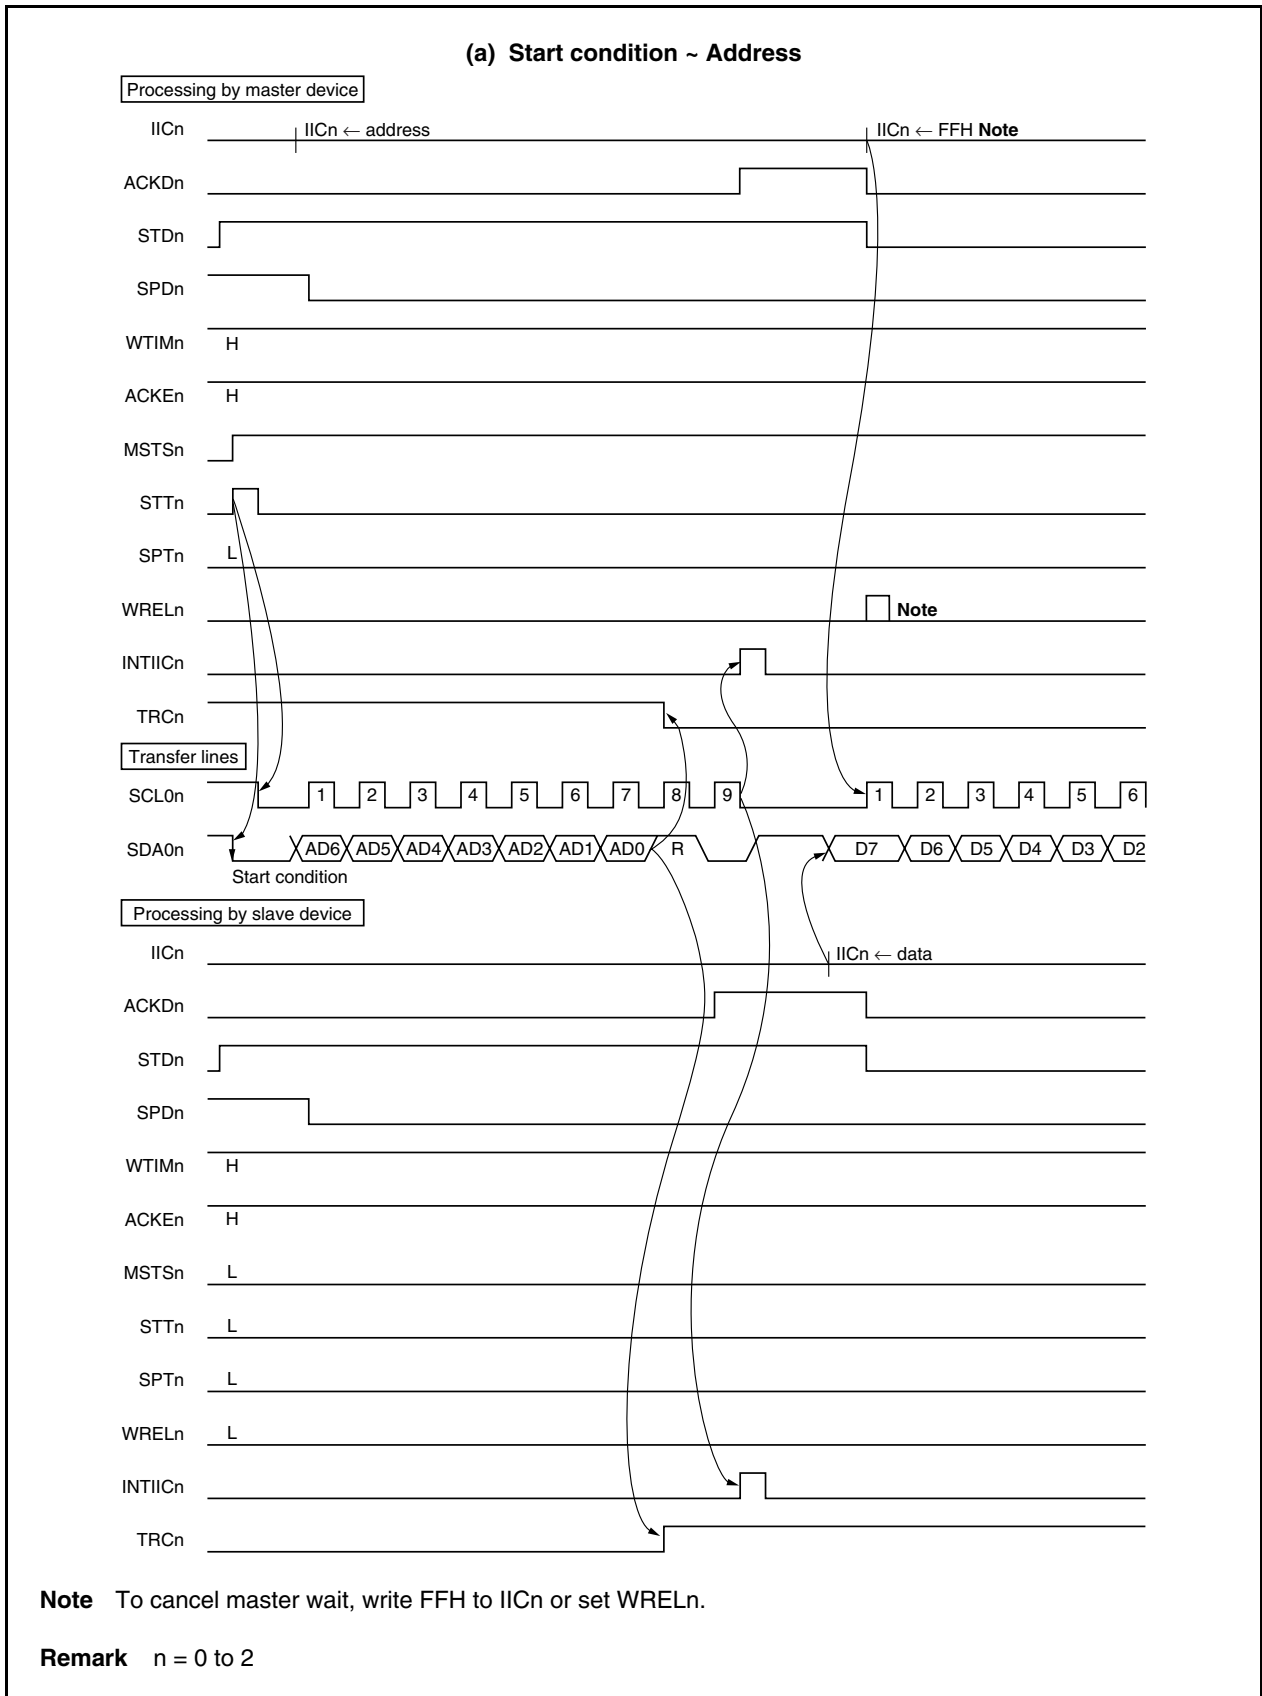 (a) Start condition ~ Address
Processing by master device
IICn
IICn ← address
IICn ← FFH Note
ACKDn
STDn
SPDn
WTIMn H
ACKEn H
MSTSn
STTn
SPTn L
WRELn Note
INTIICn
TRCn
Transfer lines
SCL0n 1 2 3 4 5 6 7 8 9 1 2 3 4 5 6
SDA0n AD6 AD5 AD4 AD3 AD2 AD1 AD0 R D7 D6 D5 D4 D3 D2
Start condition
Processing by slave device
IICn
IICn ← data
ACKDn
STDn
SPDn
WTIMn H
ACKEn H
MSTSn L
STTn L
SPTn L
WRELn L
INTIICn
TRCn
Note To cancel master wait, write FFH to IICn or set WRELn.
Remark n = 0 to 2